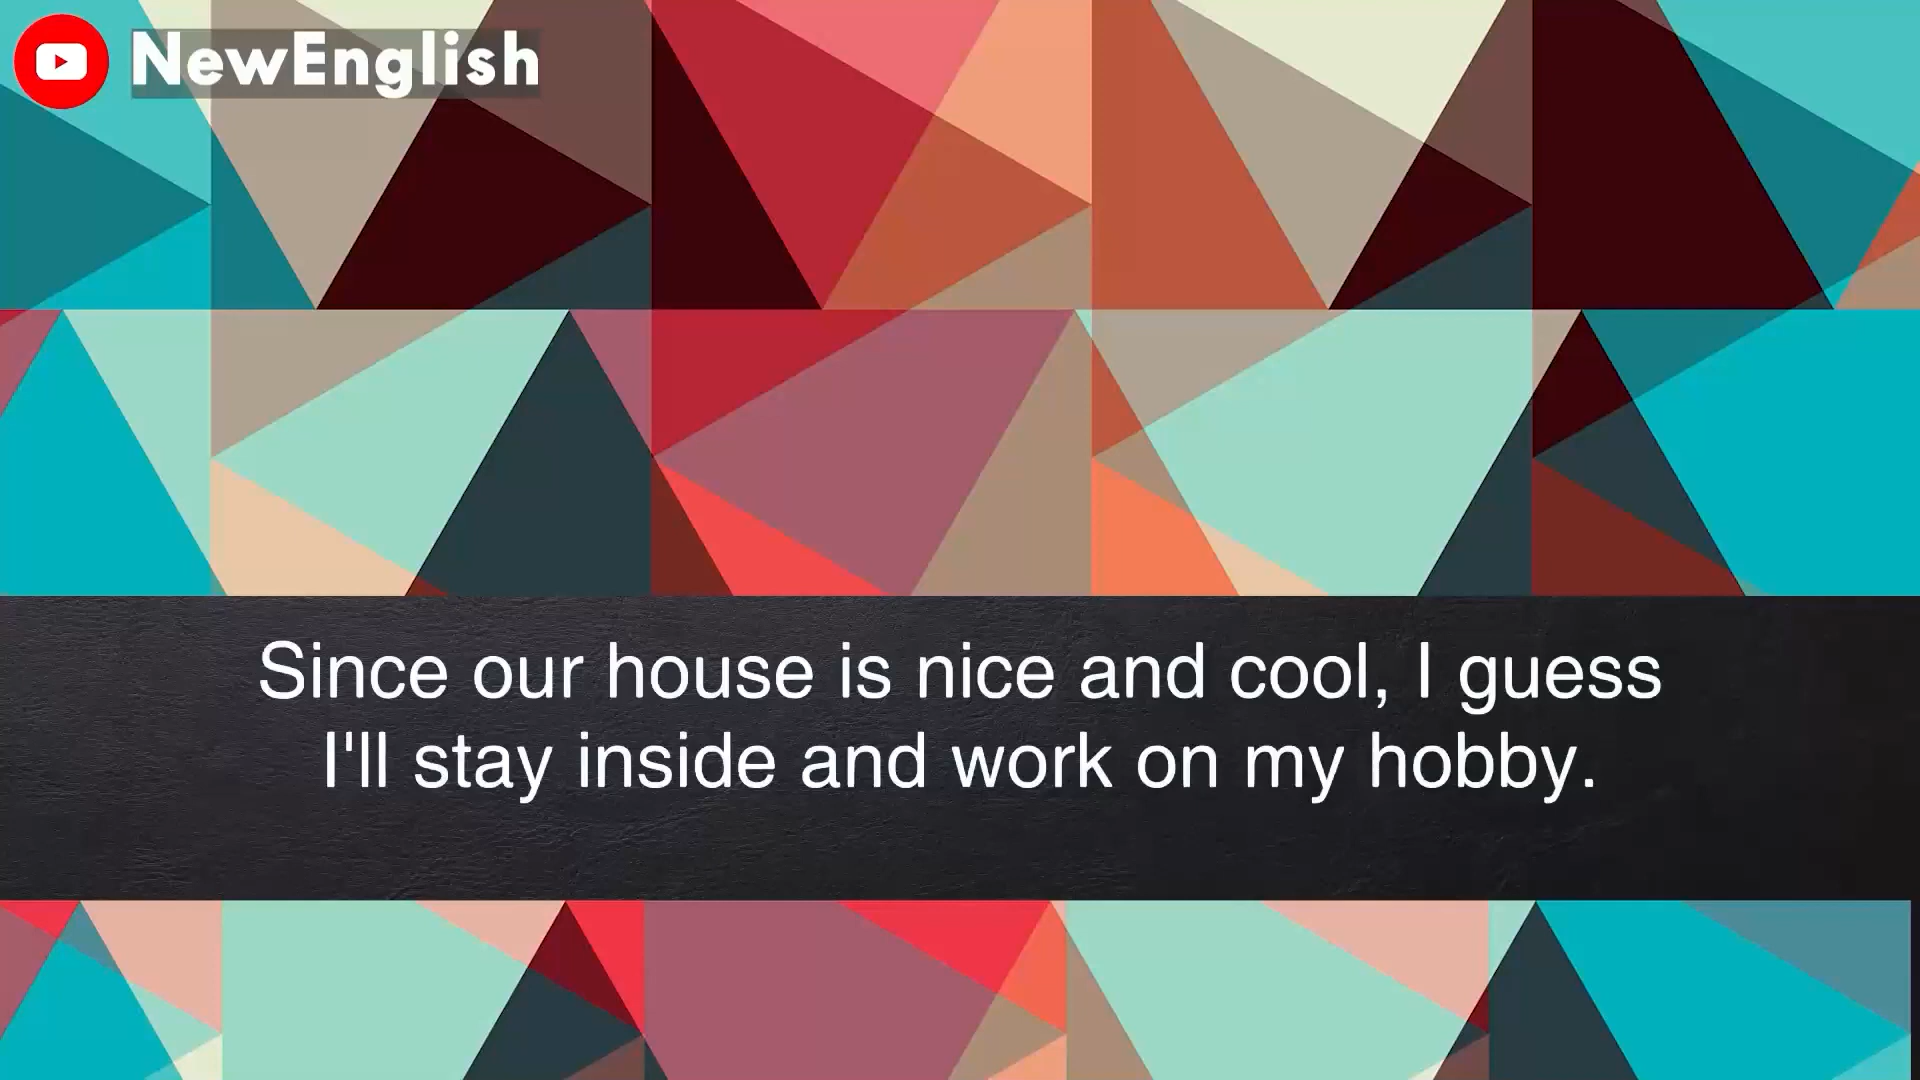 NewEnglish
Since our house is nice and cool, I guess
I'll stay inside and work on my hobby.